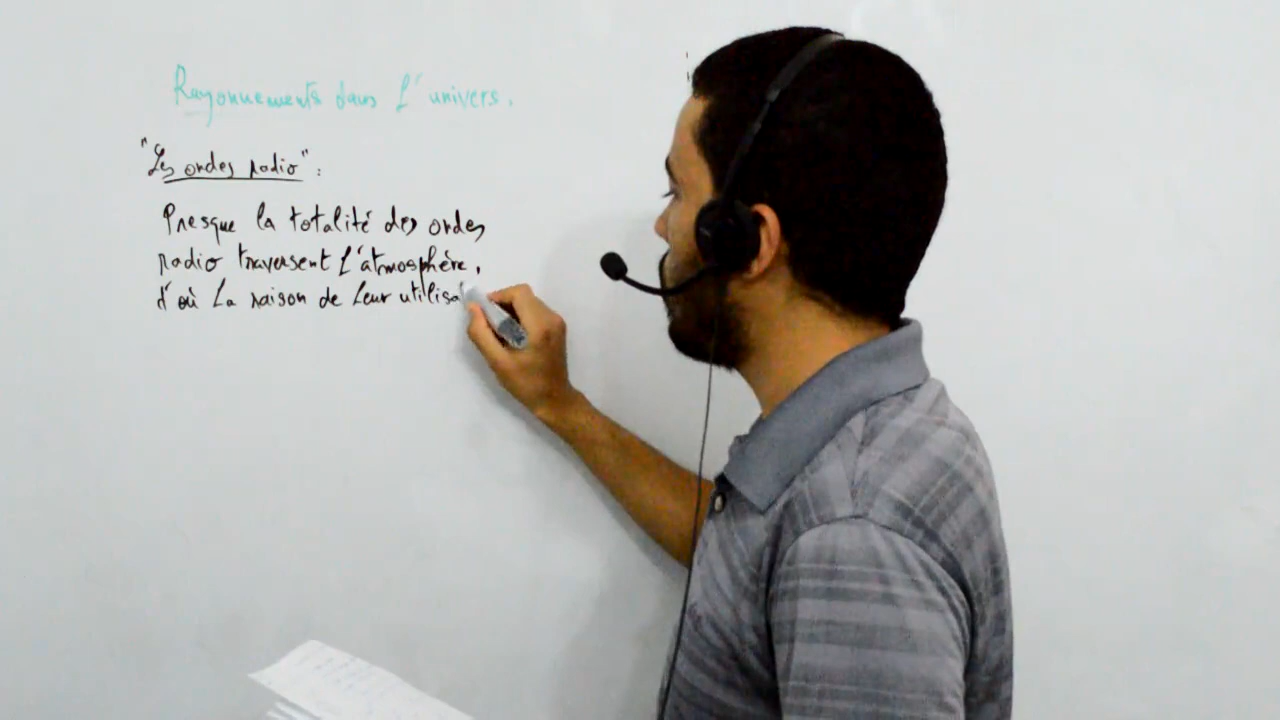 Rayonnements dans l'univers.
"Les ondes radio" :
Presque la totalité des ondes
radio traversent l'atmosphère,
d'où la raison de leur utilisa